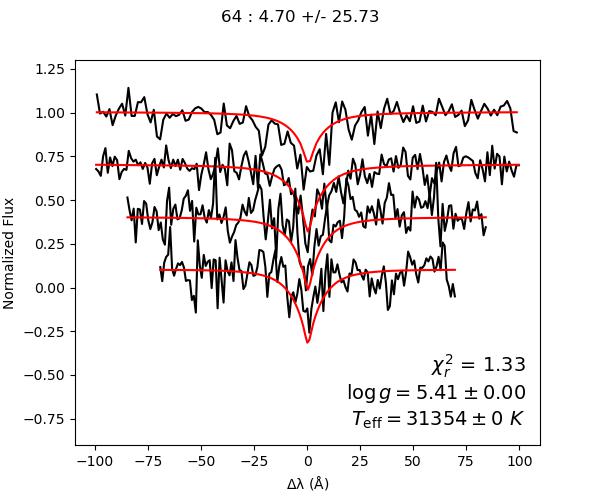 64 : 4.70 +/- 25.73
1.25
1.00
0.75
0.50
0.25
0.00
−0.25
−0.50
−0.75
Normalized Flux
χ²ᵣ = 1.33
log g = 5.41 ± 0.00
T_eff = 31354 ± 0 K
−100 −75 −50 −25 0 25 50 75 100
Δλ (Å)